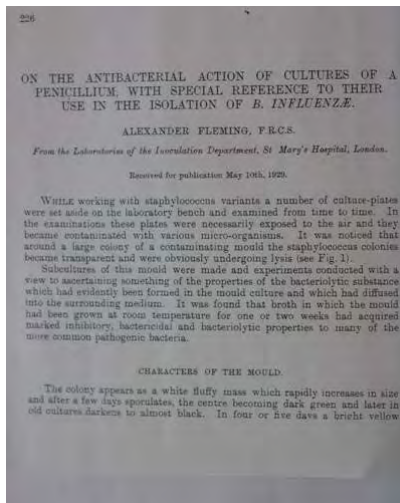 226
ON THE ANTIBACTERIAL ACTION OF CULTURES OF A
PENICILLIUM, WITH SPECIAL REFERENCE TO THEIR
USE IN THE ISOLATION OF B. INFLUENZÆ.
ALEXANDER FLEMING, F.R.C.S.
From the Laboratories of the Inoculation Department, St Mary's Hospital, London.
Received for publication May 10th, 1929.
WHILE working with staphylococcus variants a number of culture-plates
were set aside on the laboratory bench and examined from time to time. In
the examinations these plates were necessarily exposed to the air and they
became contaminated with various micro-organisms. It was noticed that
around a large colony of a contaminating mould the staphylococcus colonies
became transparent and were obviously undergoing lysis (see Fig. 1).
Subcultures of this mould were made and experiments conducted with a
view to ascertaining something of the properties of the bacteriolytic substance
which had evidently been formed in the mould culture and which had diffused
into the surrounding medium. It was found that broth in which the mould
had been grown at room temperature for one or two weeks had acquired
marked inhibitory, bactericidal and bacteriolytic properties to many of the
more common pathogenic bacteria.
CHARACTERS OF THE MOULD.
The colony appears as a white fluffy mass which rapidly increases in size
and after a few days sporulates, the centre becoming dark green and later in
old cultures darkens to almost black. In four or five days a bright yellow